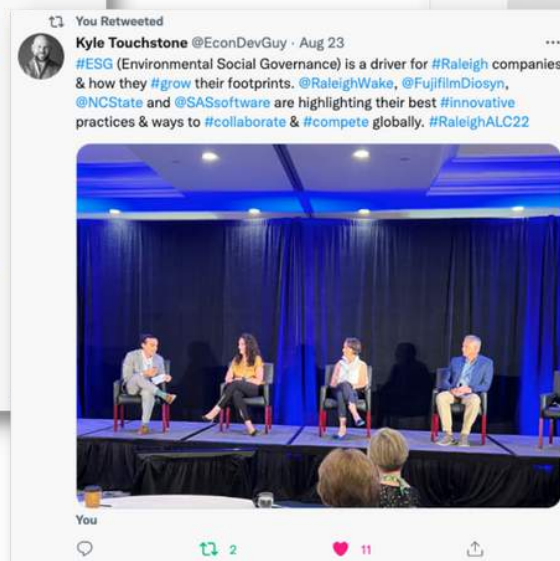 You Retweeted
Kyle Touchstone @EconDevGuy · Aug 23
#ESG (Environmental Social Governance) is a driver for #Raleigh companies
& how they #grow their footprints. @RaleighWake, @FujifilmDiosyn,
@NCState and @SASsoftware are highlighting their best #innovative
practices & ways to #collaborate & #compete globally. #RaleighALC22
You
2
11